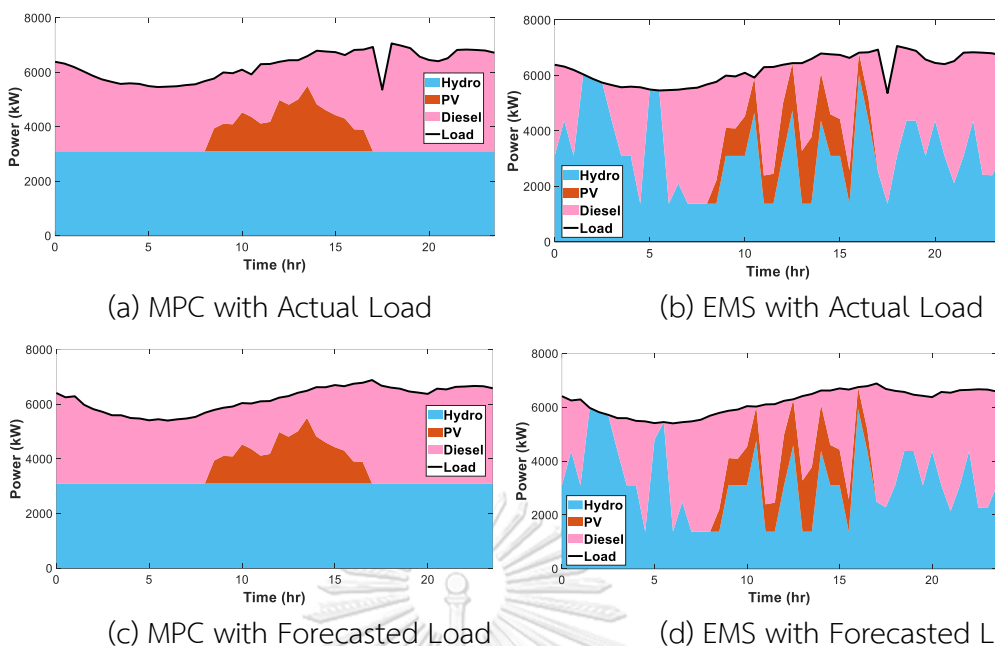 8000
6000
4000
2000
0
Power (kW)
Hydro
PV
Diesel
Load
0 5 10 15 20
Time (hr)
(a) MPC with Actual Load
8000
6000
4000
2000
0
Power (kW)
Hydro
PV
Diesel
Load
0 5 10 15 20
Time (hr)
(b) EMS with Actual Load
8000
6000
4000
2000
0
Power (kW)
Hydro
PV
Diesel
Load
0 5 10 15 20
Time (hr)
(c) MPC with Forecasted Load
8000
6000
4000
2000
0
Power (kW)
Hydro
PV
Diesel
Load
0 5 10 15 20
Time (hr)
(d) EMS with Forecasted L